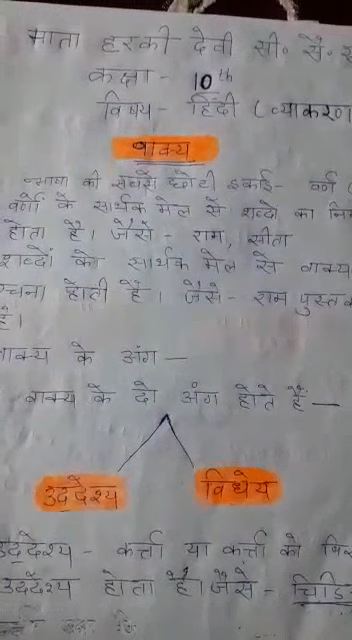 माता हरकी देवी सी॰ सै॰
कक्षा- 10th
विषय- हिंदी (व्याकरण
वाक्य
भाषा की सबसे छोटी इकाई- वर्ण
वर्णों के सार्थक मेल से शब्दों का
होता है। जैसे- राम, सीता
शब्दों के सार्थक मेल से वाक्य
रचना होती है। जैसे- राम पुस्तक
है।
वाक्य के अंग —
वाक्य के दो अंग होते हैं —
उद्देश्य विधेय
उद्देश्य - कर्त्ता या कर्त्ता को
उद्देश्य होता है। जैसे-